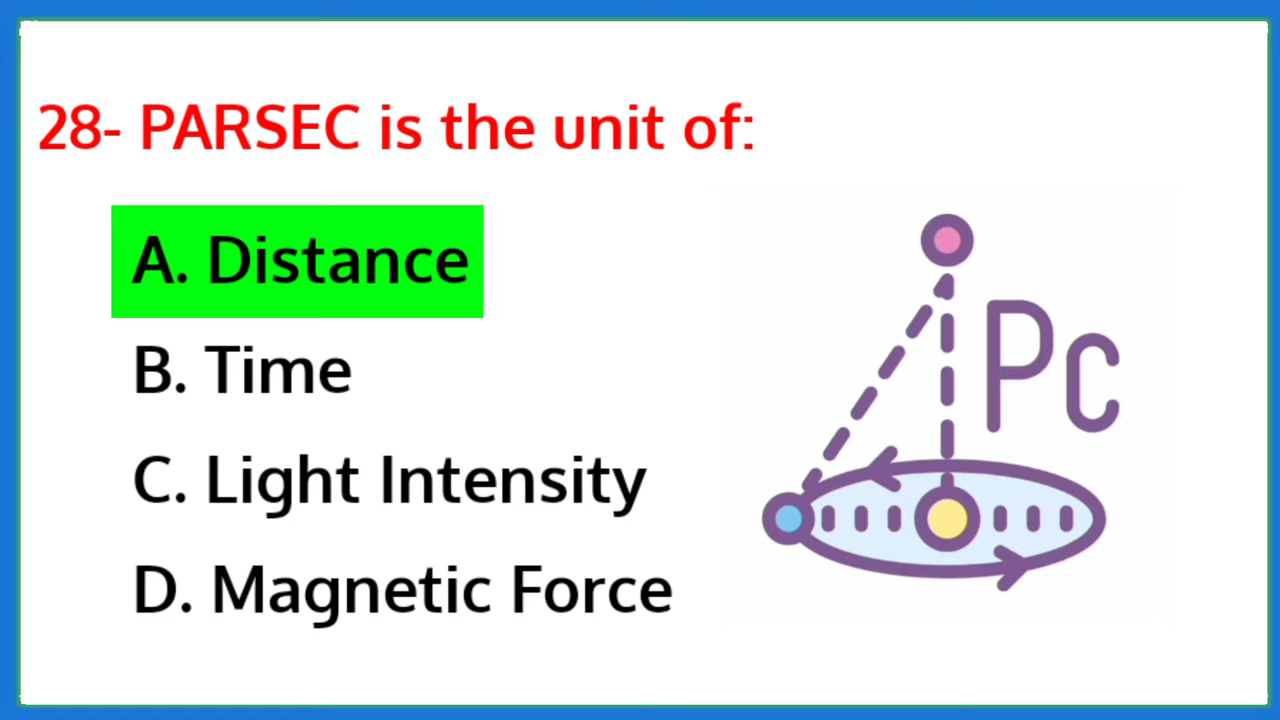 28- PARSEC is the unit of:
A. Distance
B. Time
C. Light Intensity
D. Magnetic Force
Pc